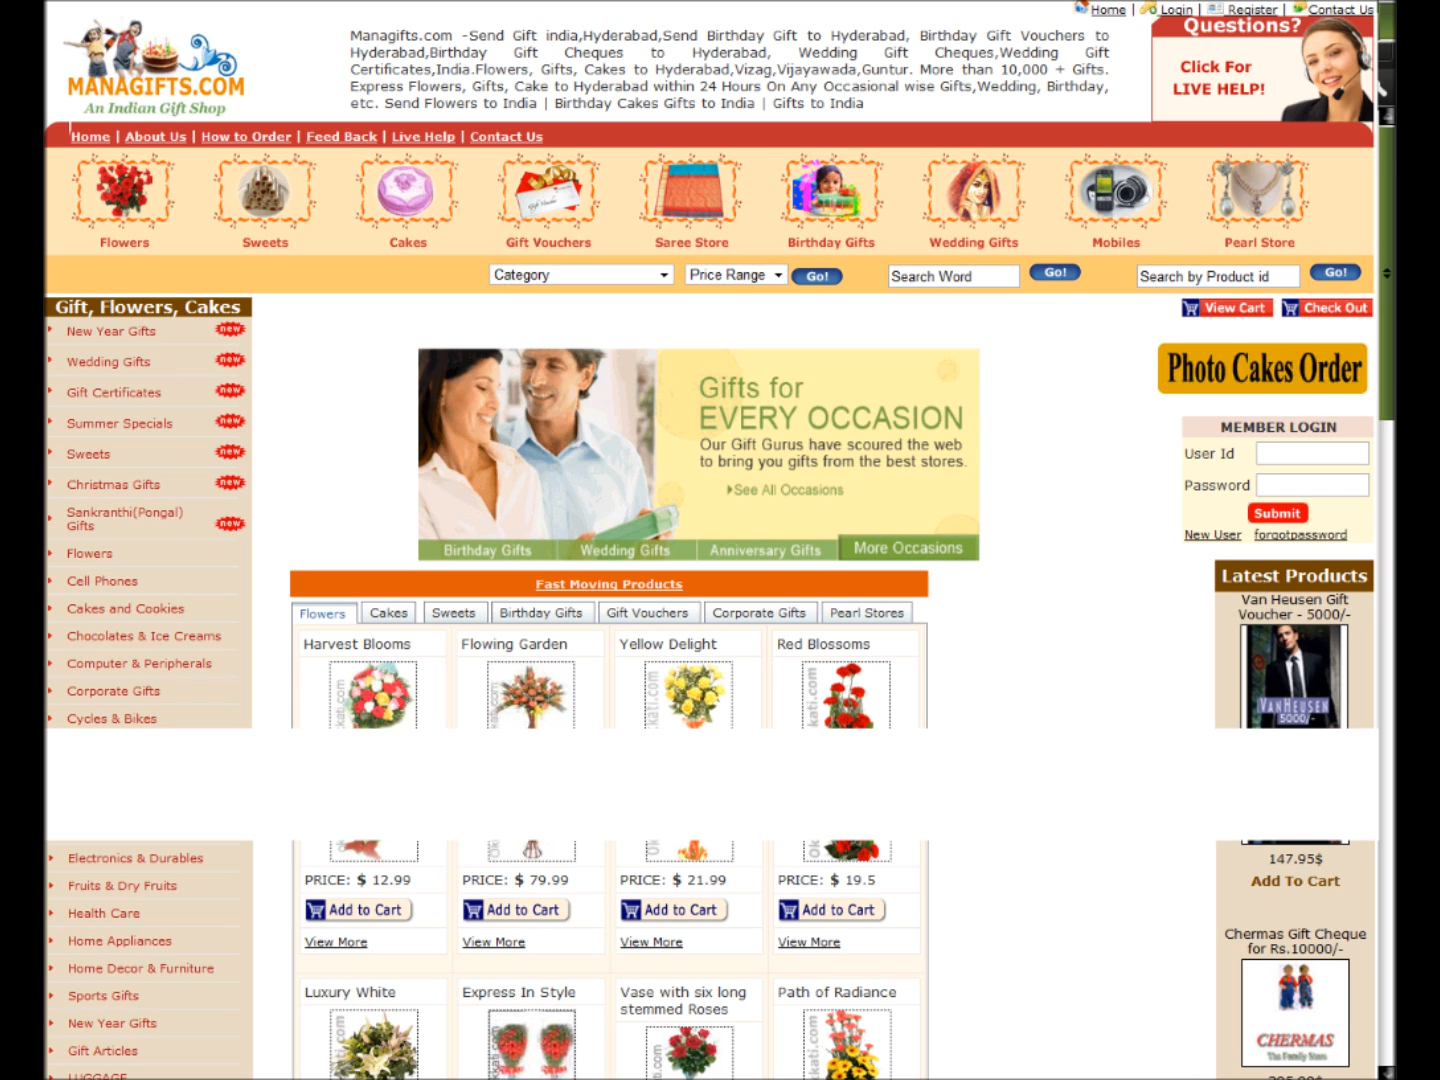 Home | Login | Register | Contact Us
MANAGIFTS.COM
An Indian Gift Shop
Managifts.com -Send Gift india,Hyderabad,Send Birthday Gift to Hyderabad, Birthday Gift Vouchers to
Hyderabad,Birthday Gift Cheques to Hyderabad, Wedding Gift Cheques,Wedding Gift
Certificates,India.Flowers, Gifts, Cakes to Hyderabad,Vizag,Vijayawada,Guntur. More than 10,000 + Gifts.
Express Flowers, Gifts, Cake to Hyderabad within 24 Hours On Any Occasional wise Gifts,Wedding, Birthday,
etc. Send Flowers to India | Birthday Cakes Gifts to India | Gifts to India
Questions?
Click For
LIVE HELP!
Home | About Us | How to Order | Feed Back | Live Help | Contact Us
Flowers Sweets Cakes Gift Vouchers Saree Store Birthday Gifts Wedding Gifts Mobiles Pearl Store
Category Price Range Go! Search Word Go! Search by Product id Go!
Gift, Flowers, Cakes
New Year Gifts new
Wedding Gifts new
Gift Certificates new
Summer Specials new
Sweets new
Christmas Gifts new
Sankranthi(Pongal)
Gifts new
Flowers
Cell Phones
Cakes and Cookies
Chocolates & Ice Creams
Computer & Peripherals
Corporate Gifts
Cycles & Bikes
Electronics & Durables
Fruits & Dry Fruits
Health Care
Home Appliances
Home Decor & Furniture
Sports Gifts
New Year Gifts
Gift Articles
LUGGAGE
Gifts for
EVERY OCCASION
Our Gift Gurus have scoured the web
to bring you gifts from the best stores.
See All Occasions
Birthday Gifts Wedding Gifts Anniversary Gifts More Occasions
Fast Moving Products
Flowers Cakes Sweets Birthday Gifts Gift Vouchers Corporate Gifts Pearl Stores
Harvest Blooms Flowing Garden Yellow Delight Red Blossoms
kkati.com kkati.com kkati.com kkati.com
PRICE: $ 12.99 PRICE: $ 79.99 PRICE: $ 21.99 PRICE: $ 19.5
Add to Cart Add to Cart Add to Cart Add to Cart
View More View More View More View More
Luxury White Express In Style Vase with six long Path of Radiance
stemmed Roses
View Cart Check Out
Photo Cakes Order
MEMBER LOGIN
User Id
Password
Submit
New User forgotpassword
Latest Products
Van Heusen Gift
Voucher - 5000/-
VAN HEUSEN
5000/-
147.95$
Add To Cart
Chermas Gift Cheque
for Rs.10000/-
CHERMAS
The Family Store